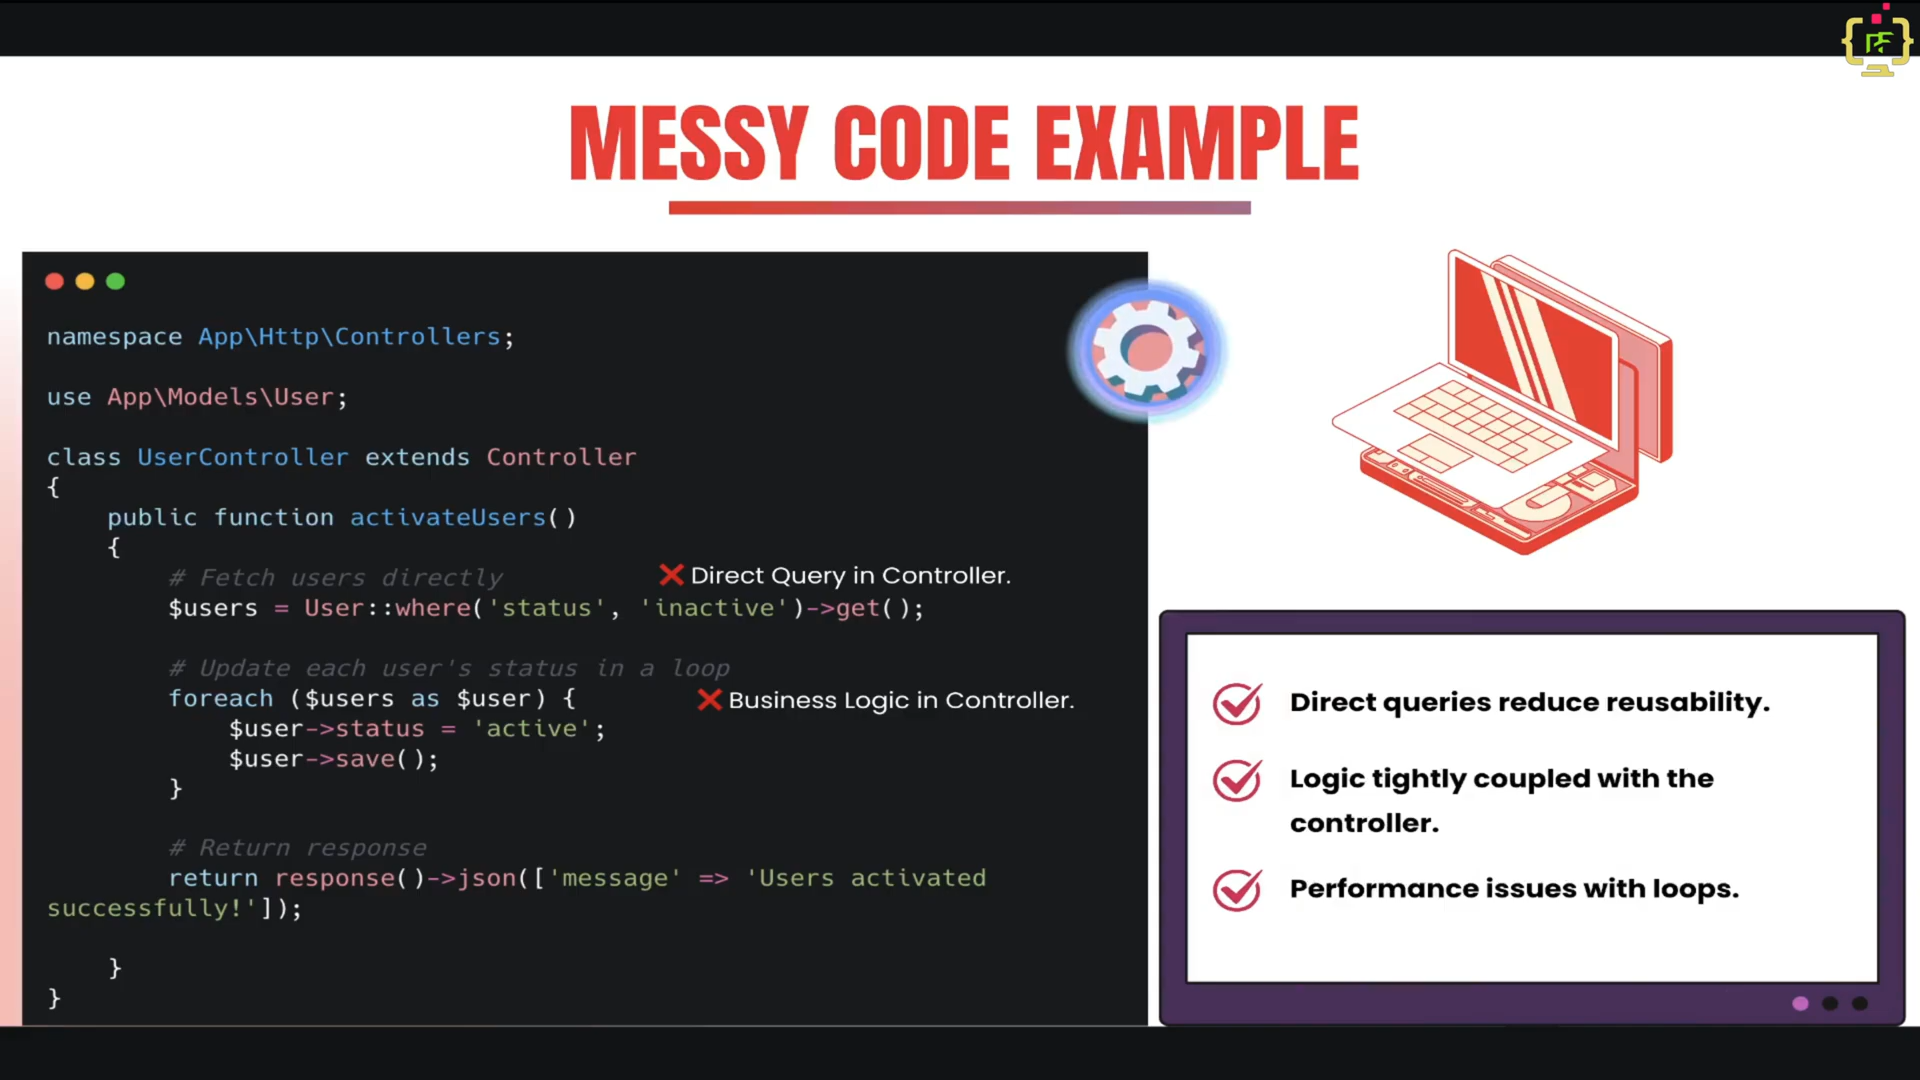 MESSY CODE EXAMPLE
namespace App\Http\Controllers;
use App\Models\User;
class UserController extends Controller
{
public function activateUsers()
{
# Fetch users directly
❌ Direct Query in Controller.
$users = User::where('status', 'inactive')->get();
# Update each user's status in a loop
foreach ($users as $user) {
❌ Business Logic in Controller.
$user->status = 'active';
$user->save();
}
# Return response
return response()->json(['message' => 'Users activated
successfully!']);
}
}
Direct queries reduce reusability.
Logic tightly coupled with the
controller.
Performance issues with loops.